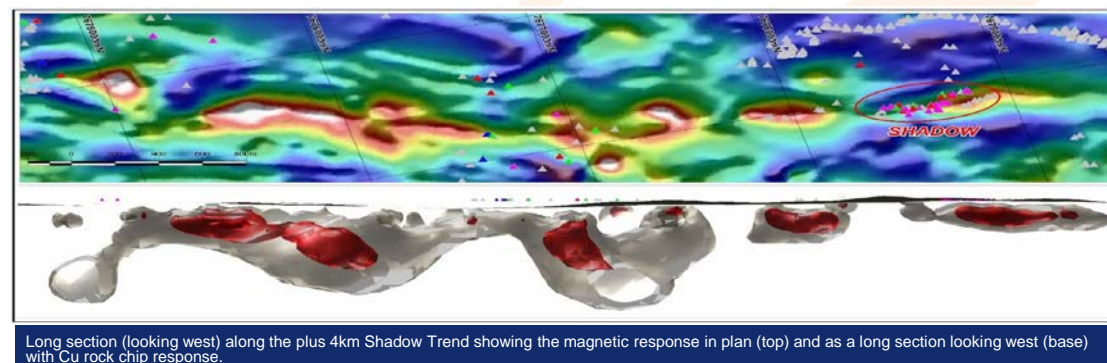 SHADOW
Long section (looking west) along the plus 4km Shadow Trend showing the magnetic response in plan (top) and as a long section looking west (base)
with Cu rock chip response.